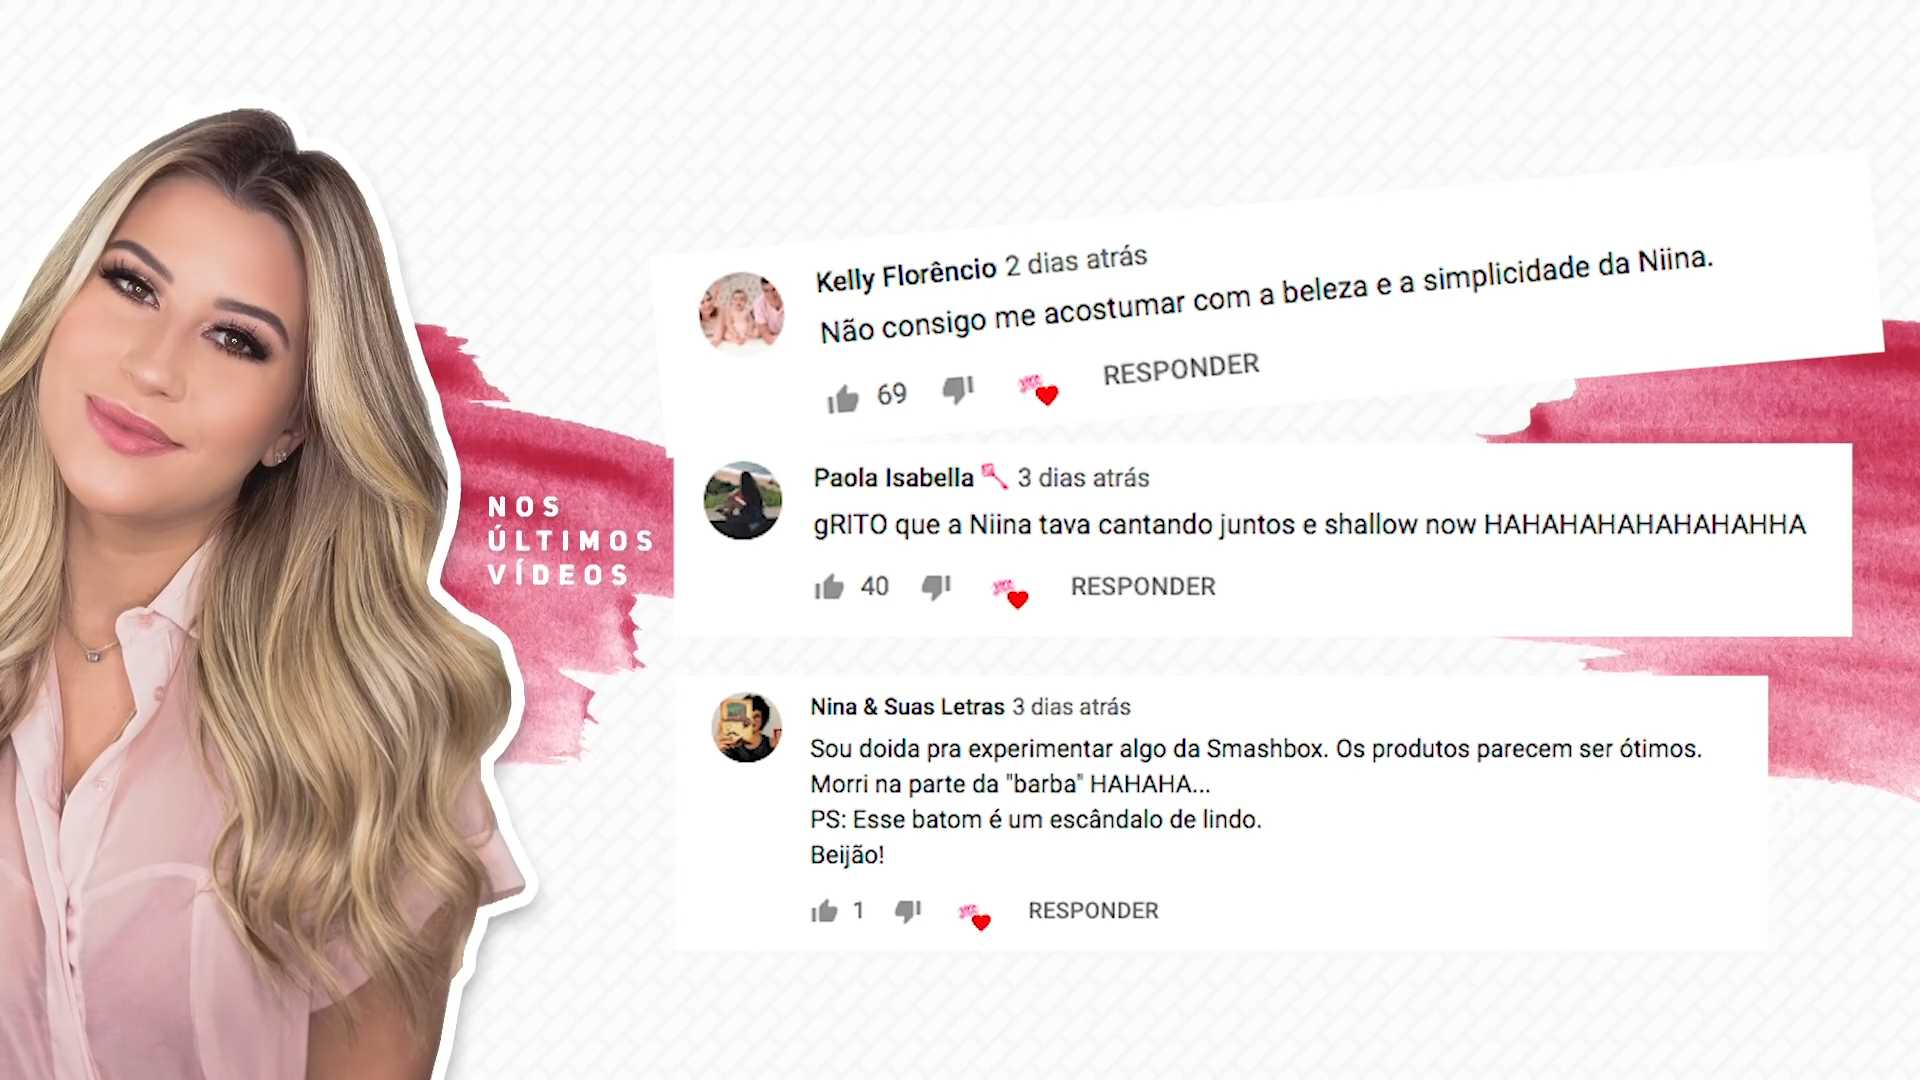 NOS
ÚLTIMOS
VÍDEOS
Kelly Florêncio 2 dias atrás
Não consigo me acostumar com a beleza e a simplicidade da Niina.
69 RESPONDER
Paola Isabella 3 dias atrás
gRITO que a Niina tava cantando juntos e shallow now HAHAHAHAHAHAHAHHA
40 RESPONDER
Nina & Suas Letras 3 dias atrás
Sou doida pra experimentar algo da Smashbox. Os produtos parecem ser ótimos.
Morri na parte da "barba" HAHAHA...
PS: Esse batom é um escândalo de lindo.
Beijão!
1 RESPONDER